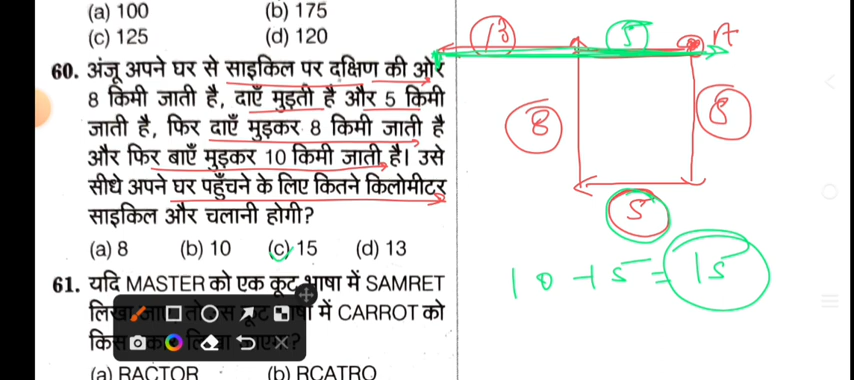 (a) 100 (b) 175
(c) 125 (d) 120
60. अंजू अपने घर से साइकिल पर दक्षिण की ओर
8 किमी जाती है, दाएँ मुड़ती है और 5 किमी
जाती है, फिर दाएँ मुड़कर 8 किमी जाती है
और फिर बाएँ मुड़कर 10 किमी जाती है। उसे
सीधे अपने घर पहुँचने के लिए कितने किलोमीटर
साइकिल और चलानी होगी?
(a) 8 (b) 10 (c) 15 (d) 13
61. यदि MASTER को एक कूट भाषा में SAMRET
में CARROT को
(a) RACTOR (b) RCATRO
5 A
8 8
5
10 + 5 = 15